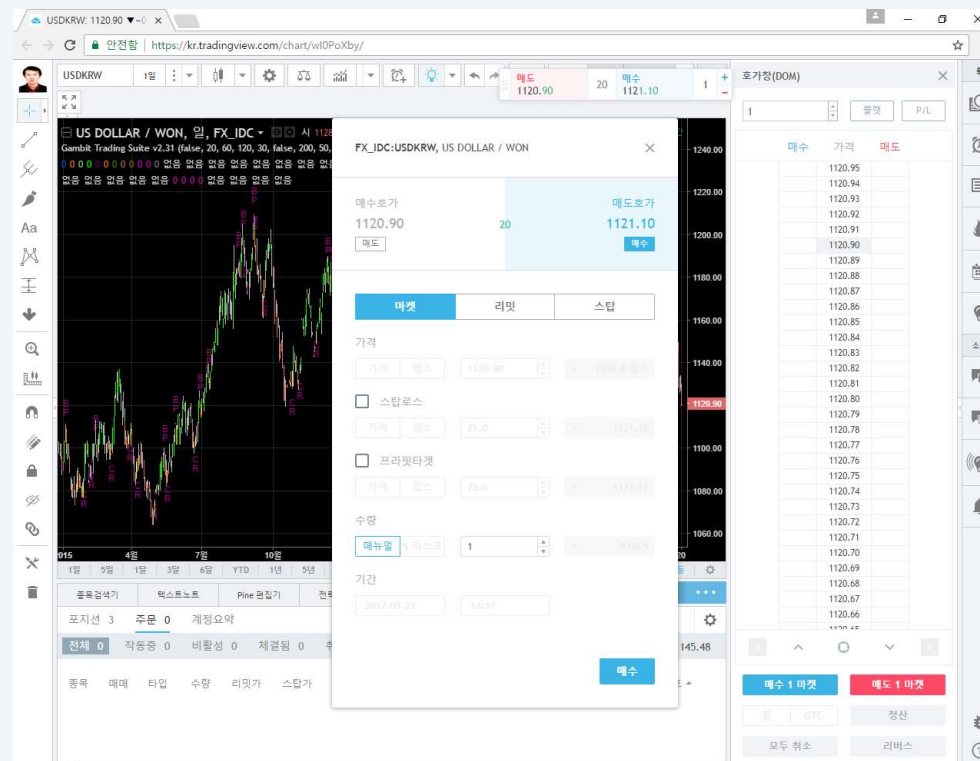 USDKRW: 1120.90 ▼−0
안전함 | https://kr.tradingview.com/chart/wI0PoXby/
USDKRW 1일
매도 1120.90 20 매수 1121.10 1
호가창(DOM)
US DOLLAR / WON, 일, FX_IDC 시 1128
Gambit Trading Suite v2.31 (false, 20, 60, 120, 30, false, 200, 50,
FX_IDC:USDKRW, US DOLLAR / WON
매수호가 매도호가
1120.90 20 1121.10
매도 매수
마켓 리밋 스탑
가격
가격 핍스 1120.90
스탑로스
가격 핍스 25.0 1121.10
프라핏타겟
가격 핍스 25.0 1121.11
수량
매뉴얼 % 리스크 1 0.00 %
기간
2017-03-21 14:17
매수
1240.00
1220.00
1200.00
1180.00
1160.00
1140.00
1120.90
1100.00
1080.00
1060.00
2015 4월 7월 10월
1일 5일 1달 3달 6달 YTD 1년 5년
종목검색기 텍스트노트 Pine 편집기
포지션 3 주문 0 계정요약
전체 0 작동중 0 비활성 0 체결됨 0 145.48
종목 매매 타입 수량 리밋가 스탑가
1 플랫 P/L
매수 가격 매도
1120.95
1120.94
1120.93
1120.92
1120.91
1120.90
1120.89
1120.88
1120.87
1120.86
1120.85
1120.84
1120.83
1120.82
1120.81
1120.80
1120.79
1120.78
1120.77
1120.76
1120.75
1120.74
1120.73
1120.72
1120.71
1120.70
1120.69
1120.68
1120.67
1120.66
1120.65
매수 1 마켓 매도 1 마켓
일 GTC 청산
모두 취소 리버스